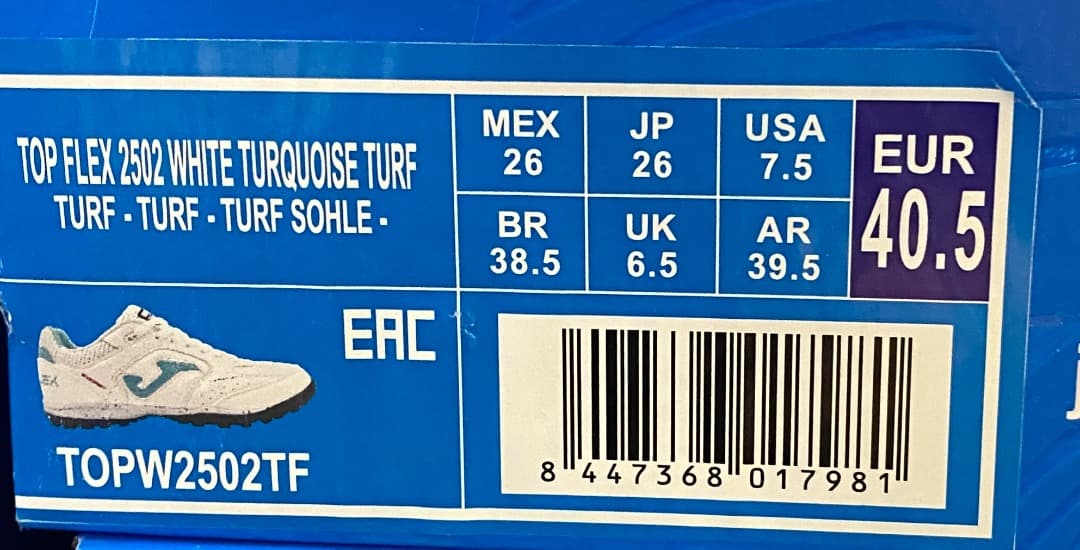 TOP FLEX 2502 WHITE TURQUOISE TURF
TURF - TURF - TURF SOHLE -
MEX
26
JP
26
USA
7.5
BR
38.5
UK
6.5
AR
39.5
EUR
40.5
EAC
TOPW2502TF
8 447368 017981